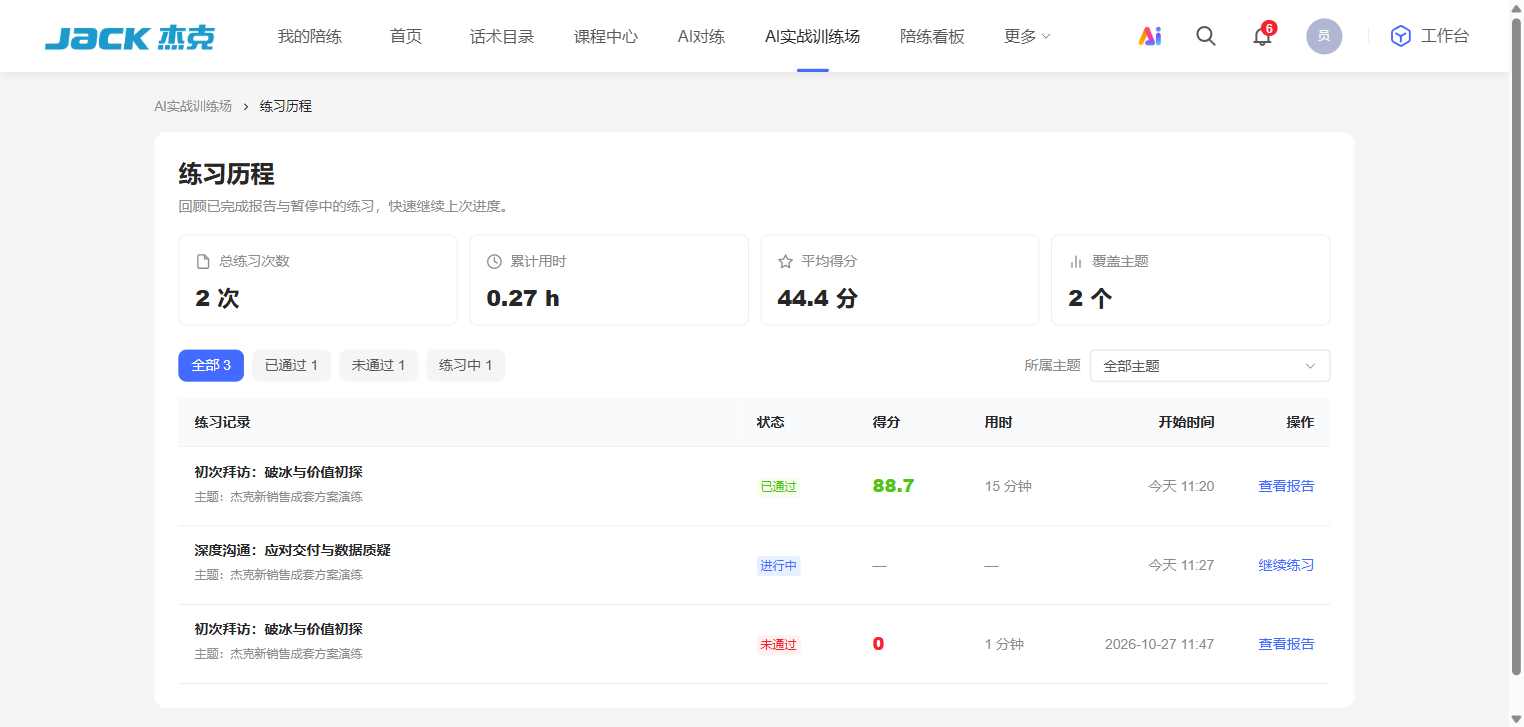 JACK 杰克 我的陪练 首页 话术目录 课程中心 AI对练 AI实战训练场 陪练看板 更多 Ai 6 员 工作台
AI实战训练场 › 练习历程
练习历程
回顾已完成报告与暂停中的练习，快速继续上次进度。
总练习次数 累计用时 平均得分 覆盖主题
2 次 0.27 h 44.4 分 2 个
全部 3 已通过 1 未通过 1 练习中 1 所属主题 全部主题
练习记录 状态 得分 用时 开始时间 操作
初次拜访：破冰与价值初探
主题：杰克新销售成套方案演练
已通过 88.7 15 分钟 今天 11:20 查看报告
深度沟通：应对交付与数据质疑
主题：杰克新销售成套方案演练
进行中 — — 今天 11:27 继续练习
初次拜访：破冰与价值初探
主题：杰克新销售成套方案演练
未通过 0 1 分钟 2026-10-27 11:47 查看报告